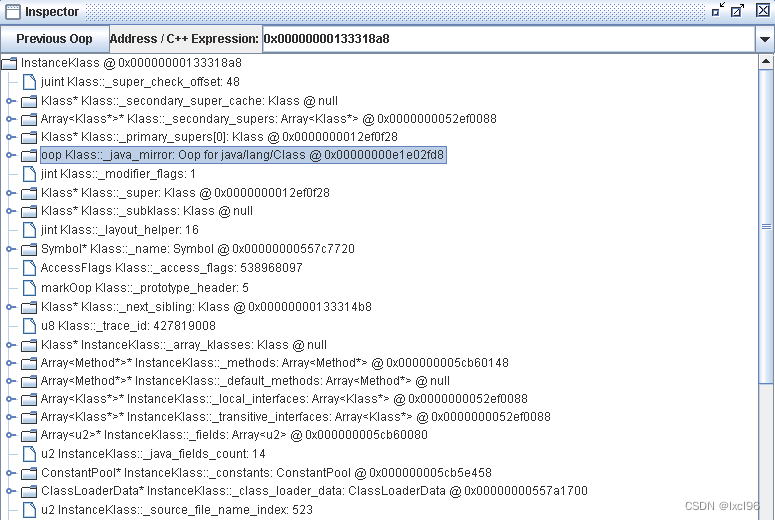 Inspector
Previous Oop Address / C++ Expression: 0x00000000133318a8
InstanceKlass @ 0x00000000133318a8
juint Klass::_super_check_offset: 48
Klass* Klass::_secondary_super_cache: Klass @ null
Array<Klass*>* Klass::_secondary_supers: Array<Klass*> @ 0x0000000052ef0088
Klass* Klass::_primary_supers[0]: Klass @ 0x0000000012ef0f28
oop Klass::_java_mirror: Oop for java/lang/Class @ 0x00000000e1e02fd8
jint Klass::_modifier_flags: 1
Klass* Klass::_super: Klass @ 0x0000000012ef0f28
Klass* Klass::_subklass: Klass @ null
jint Klass::_layout_helper: 16
Symbol* Klass::_name: Symbol @ 0x00000000557c7720
AccessFlags Klass::_access_flags: 538968097
markOop Klass::_prototype_header: 5
Klass* Klass::_next_sibling: Klass @ 0x00000000133314b8
u8 Klass::_trace_id: 427819008
Klass* InstanceKlass::_array_klasses: Klass @ null
Array<Method*>* InstanceKlass::_methods: Array<Method*> @ 0x000000005cb60148
Array<Method*>* InstanceKlass::_default_methods: Array<Method*> @ null
Array<Klass*>* InstanceKlass::_local_interfaces: Array<Klass*> @ 0x0000000052ef0088
Array<Klass*>* InstanceKlass::_transitive_interfaces: Array<Klass*> @ 0x0000000052ef0088
Array<u2>* InstanceKlass::_fields: Array<u2> @ 0x000000005cb60080
u2 InstanceKlass::_java_fields_count: 14
ConstantPool* InstanceKlass::_constants: ConstantPool @ 0x000000005cb5e458
ClassLoaderData* InstanceKlass::_class_loader_data: ClassLoaderData @ 0x00000000557a1700
u2 InstanceKlass::_source_file_name_index: 523
CSDN @lxcl96